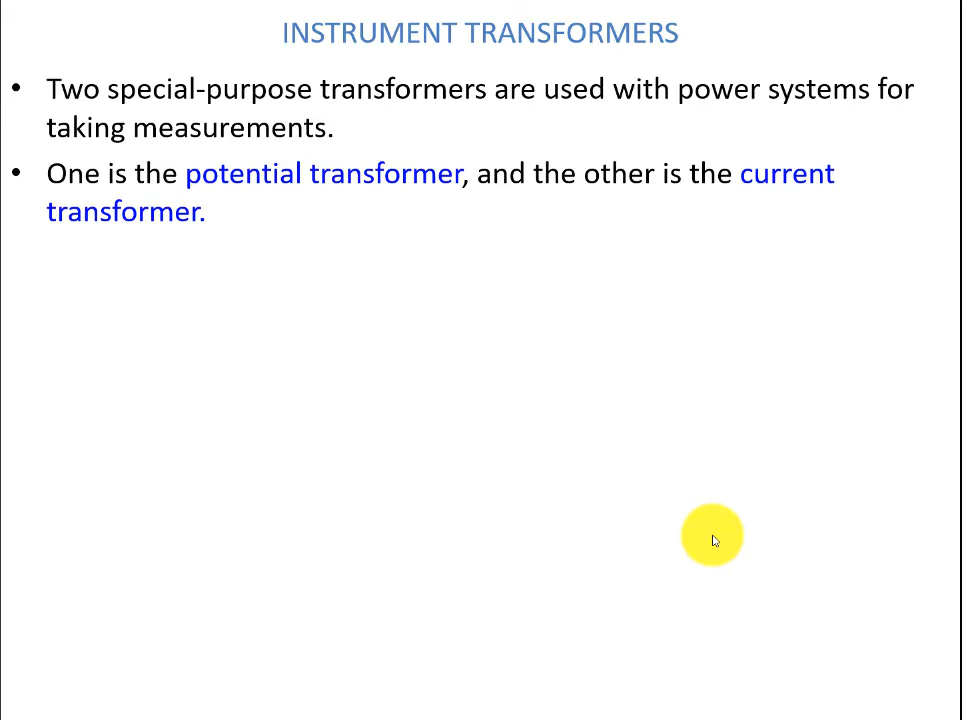 INSTRUMENT TRANSFORMERS
• Two special-purpose transformers are used with power systems for
taking measurements.
• One is the potential transformer, and the other is the current
transformer.